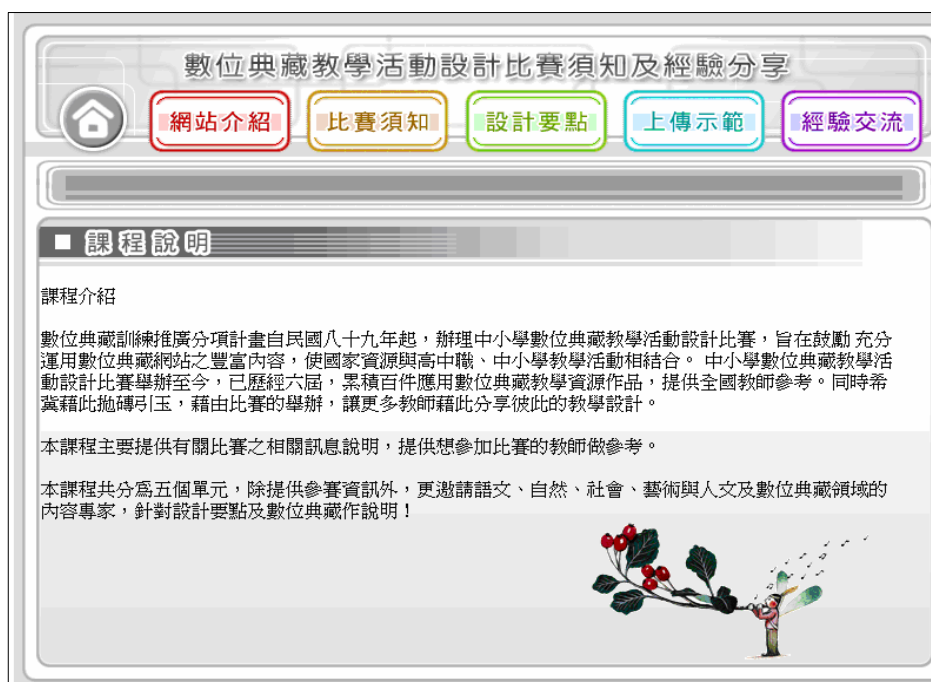 數位典藏教學活動設計比賽須知及經驗分享
網站介紹 比賽須知 設計要點 上傳示範 經驗交流
課程說明
課程介紹
數位典藏訓練推廣分項計畫自民國八十九年起，辦理中小學數位典藏教學活動設計比賽，旨在鼓勵 充分
運用數位典藏網站之豐富內容，使國家資源與高中職、中小學教學活動相結合。 中小學數位典藏教學活
動設計比賽舉辦至今，已歷經六屆，累積百件應用數位典藏教學資源作品，提供全國教師參考。同時希
冀藉此拋磚引玉，藉由比賽的舉辦，讓更多教師藉此分享彼此的教學設計。
本課程主要提供有關比賽之相關訊息說明，提供想參加比賽的教師做參考。
本課程共分為五個單元，除提供參賽資訊外，更邀請語文、自然、社會、藝術與人文及數位典藏領域的
內容專家，針對設計要點及數位典藏作說明！